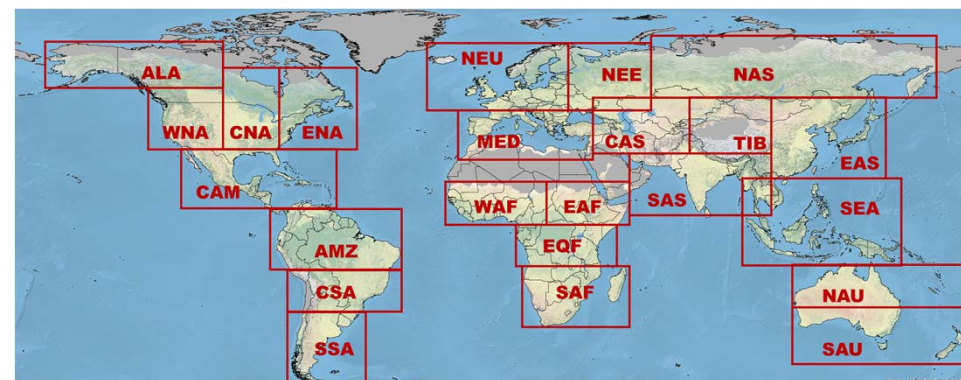 NEU
ALA
NEE
NAS
WNA
CNA
ENA
MED
CAS
TIB
EAS
CAM
WAF
EAF
SAS
SEA
AMZ
EQF
CSA
SAF
NAU
SSA
SAU